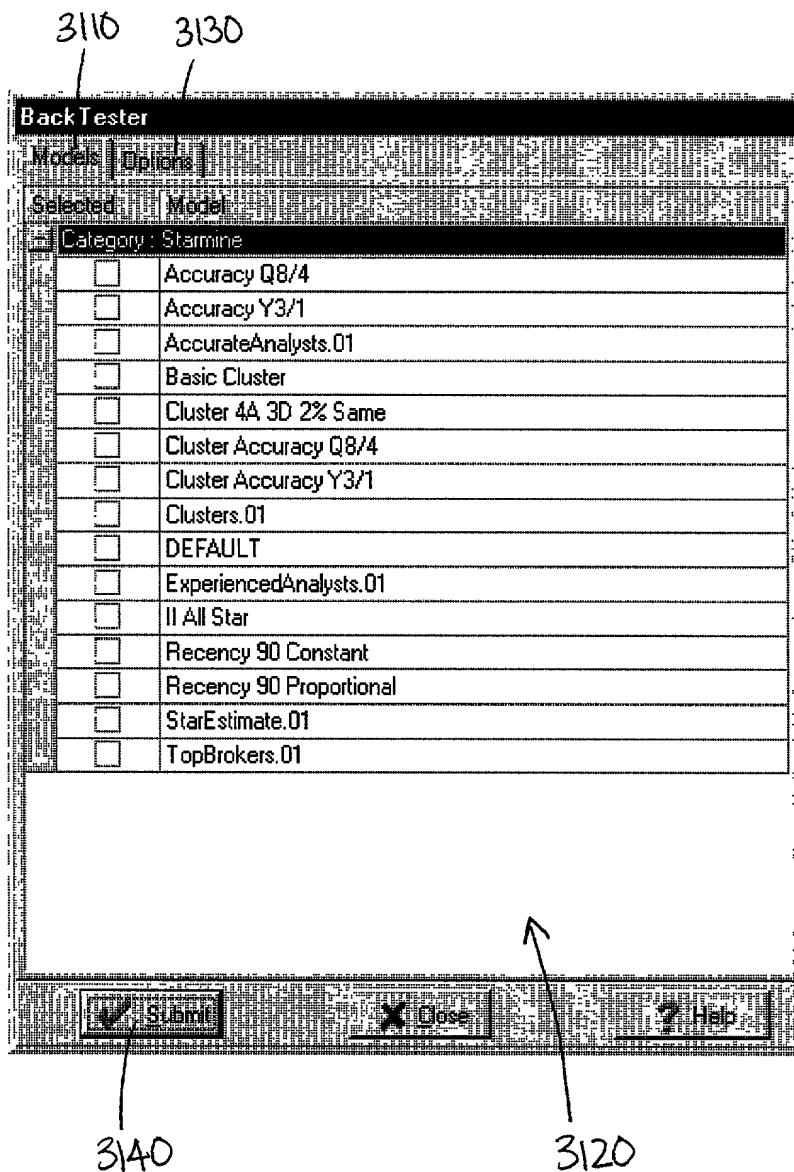 3110 3130
BackTester
Models Options
Selected Model
Category : Starmine
Accuracy Q8/4
Accuracy Y3/1
AccurateAnalysts.01
Basic Cluster
Cluster 4A 3D 2% Same
Cluster Accuracy Q8/4
Cluster Accuracy Y3/1
Clusters.01
DEFAULT
ExperiencedAnalysts.01
II All Star
Recency 90 Constant
Recency 90 Proportional
StarEstimate.01
TopBrokers.01
Submit Close ? Help
3140 3120